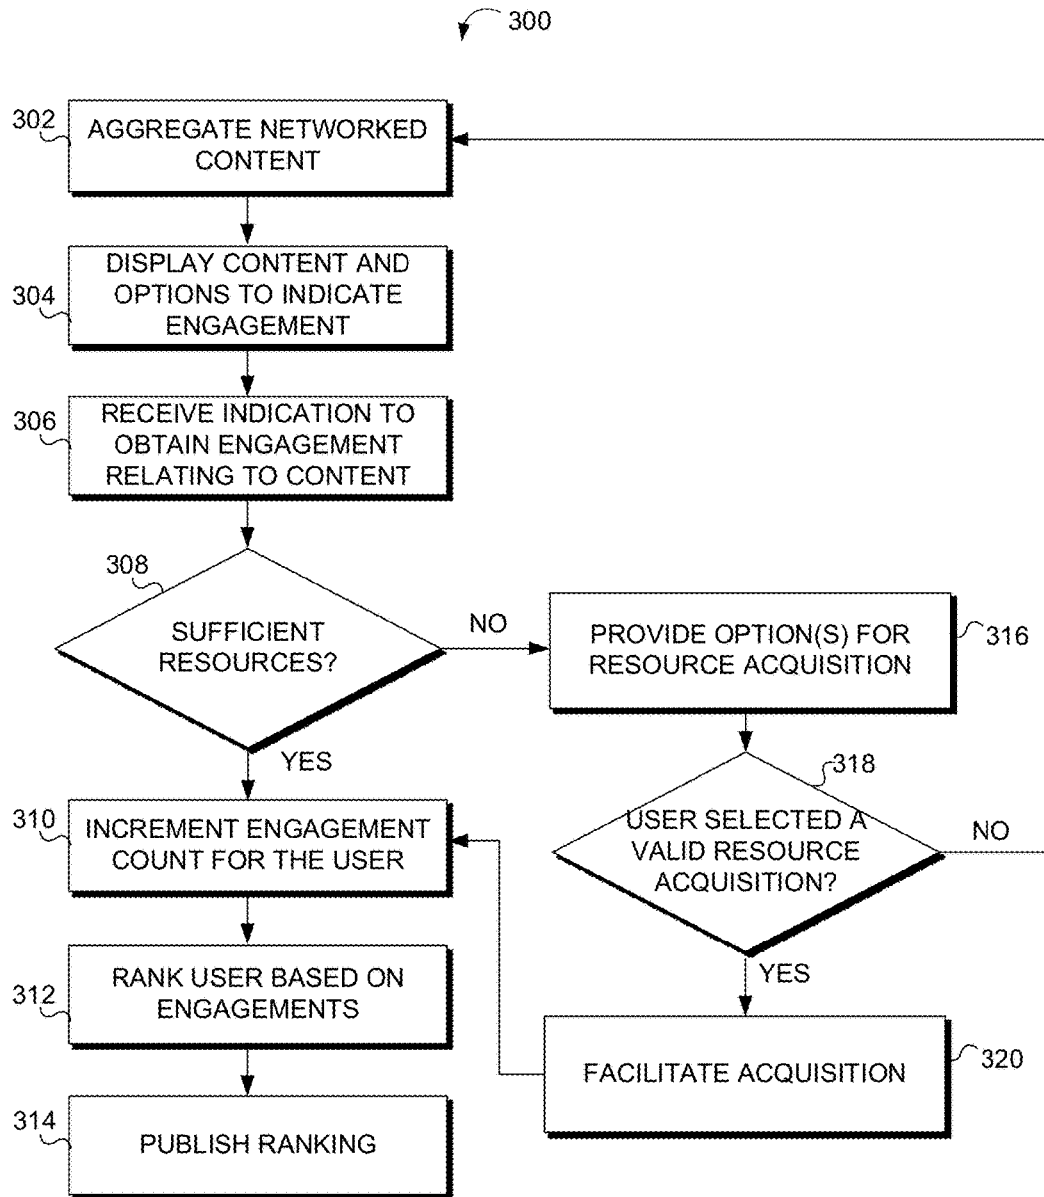 300
302
AGGREGATE NETWORKED
CONTENT
304
DISPLAY CONTENT AND
OPTIONS TO INDICATE
ENGAGEMENT
306
RECEIVE INDICATION TO
OBTAIN ENGAGEMENT
RELATING TO CONTENT
308
SUFFICIENT
RESOURCES?
NO
YES
316
PROVIDE OPTION(S) FOR
RESOURCE ACQUISITION
318
USER SELECTED A
VALID RESOURCE
ACQUISITION?
NO
YES
310
INCREMENT ENGAGEMENT
COUNT FOR THE USER
312
RANK USER BASED ON
ENGAGEMENTS
320
FACILITATE ACQUISITION
314
PUBLISH RANKING